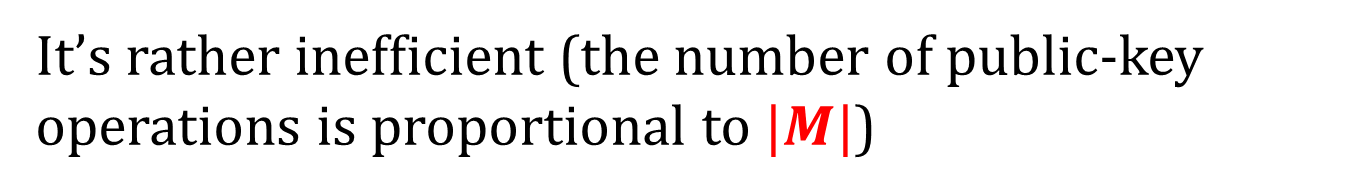 It’s rather inefficient (the number of public-key
operations is proportional to |M|)